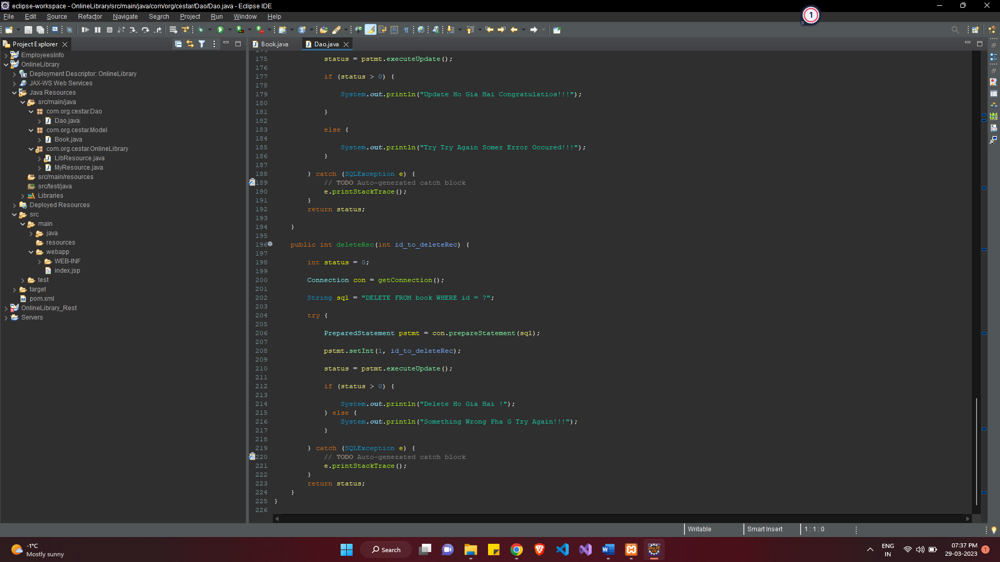 eclipse-workspace - OnlineLibrary/src/main/java/com/org/cestar/Dao/Dao.java - Eclipse IDE
1
File Edit Source Refactor Navigate Search Project Run Window Help
Project Explorer
Book.java
Dao.java
EmployeesInfo
OnlineLibrary
Deployment Descriptor: OnlineLibrary
JAX-WS Web Services
Java Resources
src/main/java
com.org.cestar.Dao
Dao.java
com.org.cestar.Model
Book.java
com.org.cestar.OnlineLibrary
LibResource.java
MyResource.java
src/main/resources
src/test/java
Libraries
Deployed Resources
src
main
java
resources
webapp
WEB-INF
index.jsp
test
target
pom.xml
OnlineLibrary_Rest
Servers
174
175 status = pstmt.executeUpdate();
176
177 if (status > 0) {
178
179 System.out.println("Update Ho Gia Hai Congratulatios!!!");
180
181 }
182
183 else {
184
185 System.out.println("Try Try Again Somer Error Occured!!!");
186 }
187
188 } catch (SQLException e) {
189 // TODO Auto-generated catch block
190 e.printStackTrace();
191 }
192 return status;
193
194 }
195
196 public int deleteRec(int id_to_deleteRec) {
197
198 int status = 0;
199
200 Connection con = getConnection();
201
202 String sql = "DELETE FROM book WHERE id = ?";
203
204 try {
205
206 PreparedStatement pstmt = con.prepareStatement(sql);
207
208 pstmt.setInt(1, id_to_deleteRec);
209
210 status = pstmt.executeUpdate();
211
212 if (status > 0) {
213
214 System.out.println("Delete Ho Gia Hai !");
215 } else {
216 System.out.println("Something Wrong Pha G Try Again!!!");
217 }
218
219 } catch (SQLException e) {
220 // TODO Auto-generated catch block
221 e.printStackTrace();
222 }
223 return status;
224 }
225 }
226
Writable Smart Insert 1 : 1 : 0
-1°C
Mostly sunny
Search
ENG
IN
07:37 PM
29-03-2023
1